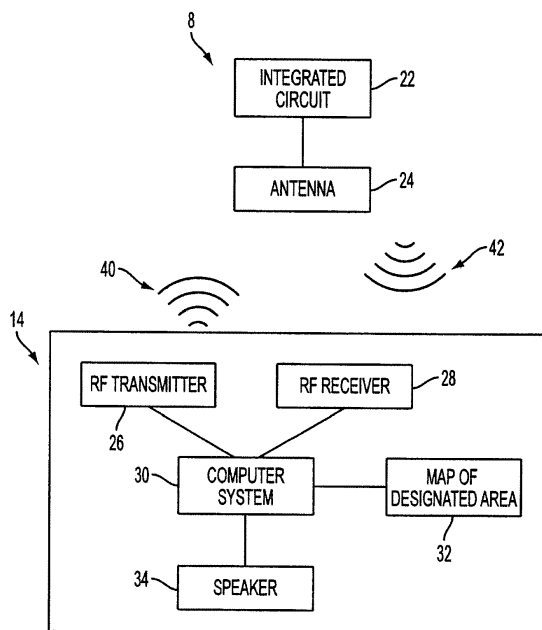 8
INTEGRATED
CIRCUIT
22
ANTENNA
24
40
42
14
RF TRANSMITTER
26
RF RECEIVER
28
30
COMPUTER
SYSTEM
MAP OF
DESIGNATED AREA
32
34
SPEAKER